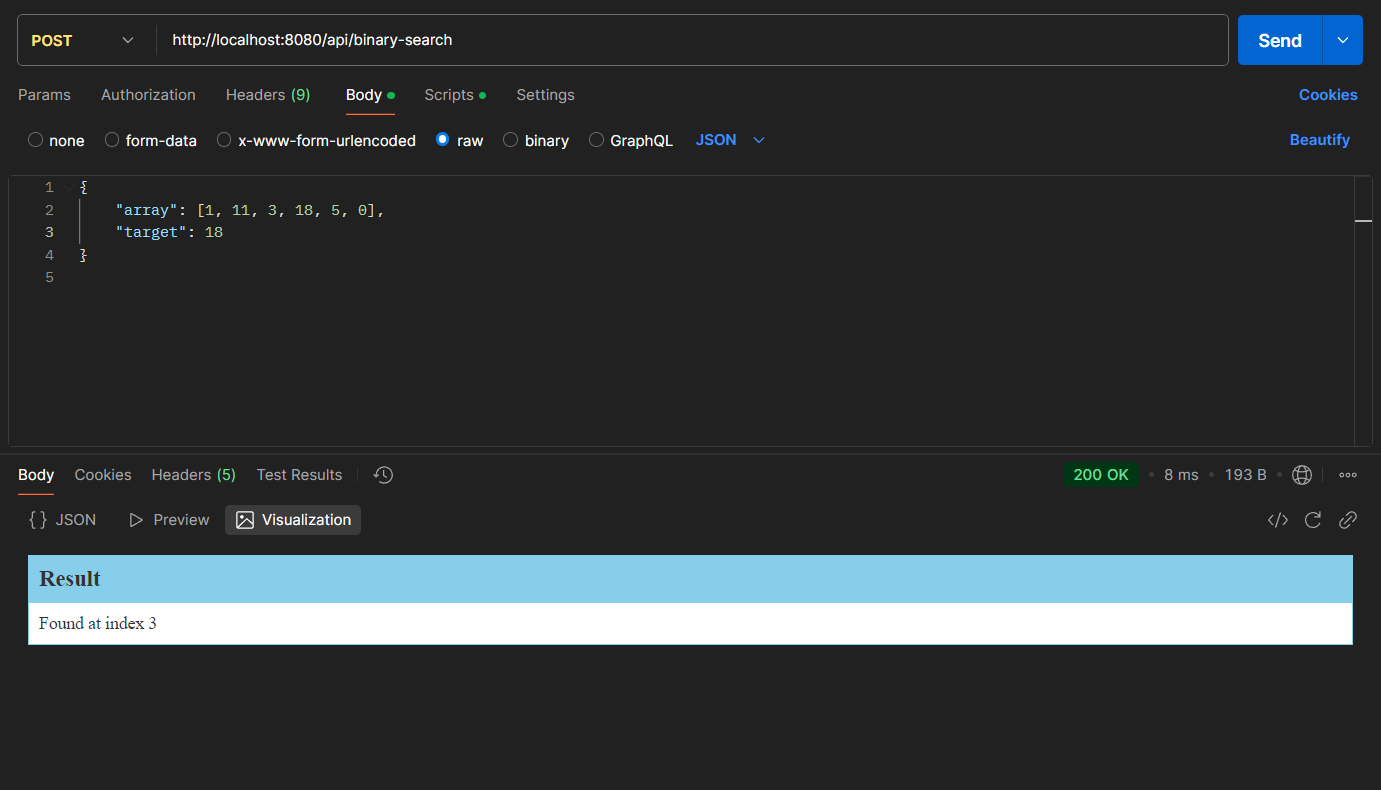 POST http://localhost:8080/api/binary-search Send
Params Authorization Headers (9) Body Scripts Settings Cookies
none form-data x-www-form-urlencoded raw binary GraphQL JSON Beautify
1 {
2 "array": [1, 11, 3, 18, 5, 0],
3 "target": 18
4 }
5
Body Cookies Headers (5) Test Results 200 OK • 8 ms • 193 B •
{} JSON Preview Visualization </>
Result
Found at index 3